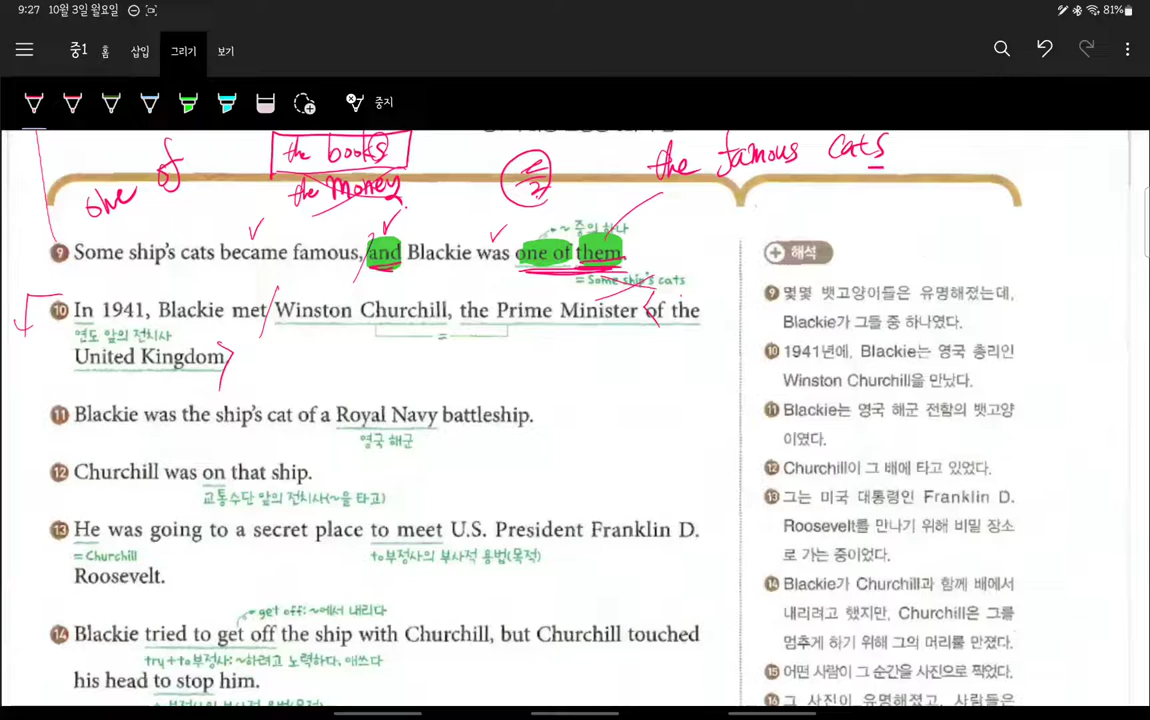 9:27 10월 3일 월요일 81%
중1 홈 삽입 그리기 보기
중지
one of the books the famous cats
the money
~ 중의 하나
9 Some ship's cats became famous, and Blackie was one of them.
= Some ship's cats
10 In 1941, Blackie met Winston Churchill, the Prime Minister of the
연도 앞의 전치사 =
United Kingdom.
11 Blackie was the ship's cat of a Royal Navy battleship.
영국 해군
12 Churchill was on that ship.
교통수단 앞의 전치사(~을 타고)
13 He was going to a secret place to meet U.S. President Franklin D.
= Churchill to부정사의 부사적 용법(목적)
Roosevelt.
get off: ~에서 내리다
14 Blackie tried to get off the ship with Churchill, but Churchill touched
try+to부정사: ~하려고 노력하다, 애쓰다
his head to stop him.
해석
9 몇몇 뱃고양이들은 유명해졌는데,
Blackie가 그들 중 하나였다.
10 1941년에, Blackie는 영국 총리인
Winston Churchill을 만났다.
11 Blackie는 영국 해군 전함의 뱃고양
이였다.
12 Churchill이 그 배에 타고 있었다.
13 그는 미국 대통령인 Franklin D.
Roosevelt를 만나기 위해 비밀 장소
로 가는 중이었다.
14 Blackie가 Churchill과 함께 배에서
내리려고 했지만, Churchill은 그를
멈추게 하기 위해 그의 머리를 만졌다.
15 어떤 사람이 그 순간을 사진으로 찍었다.
16 그 사진이 유명해졌고, 사람들은